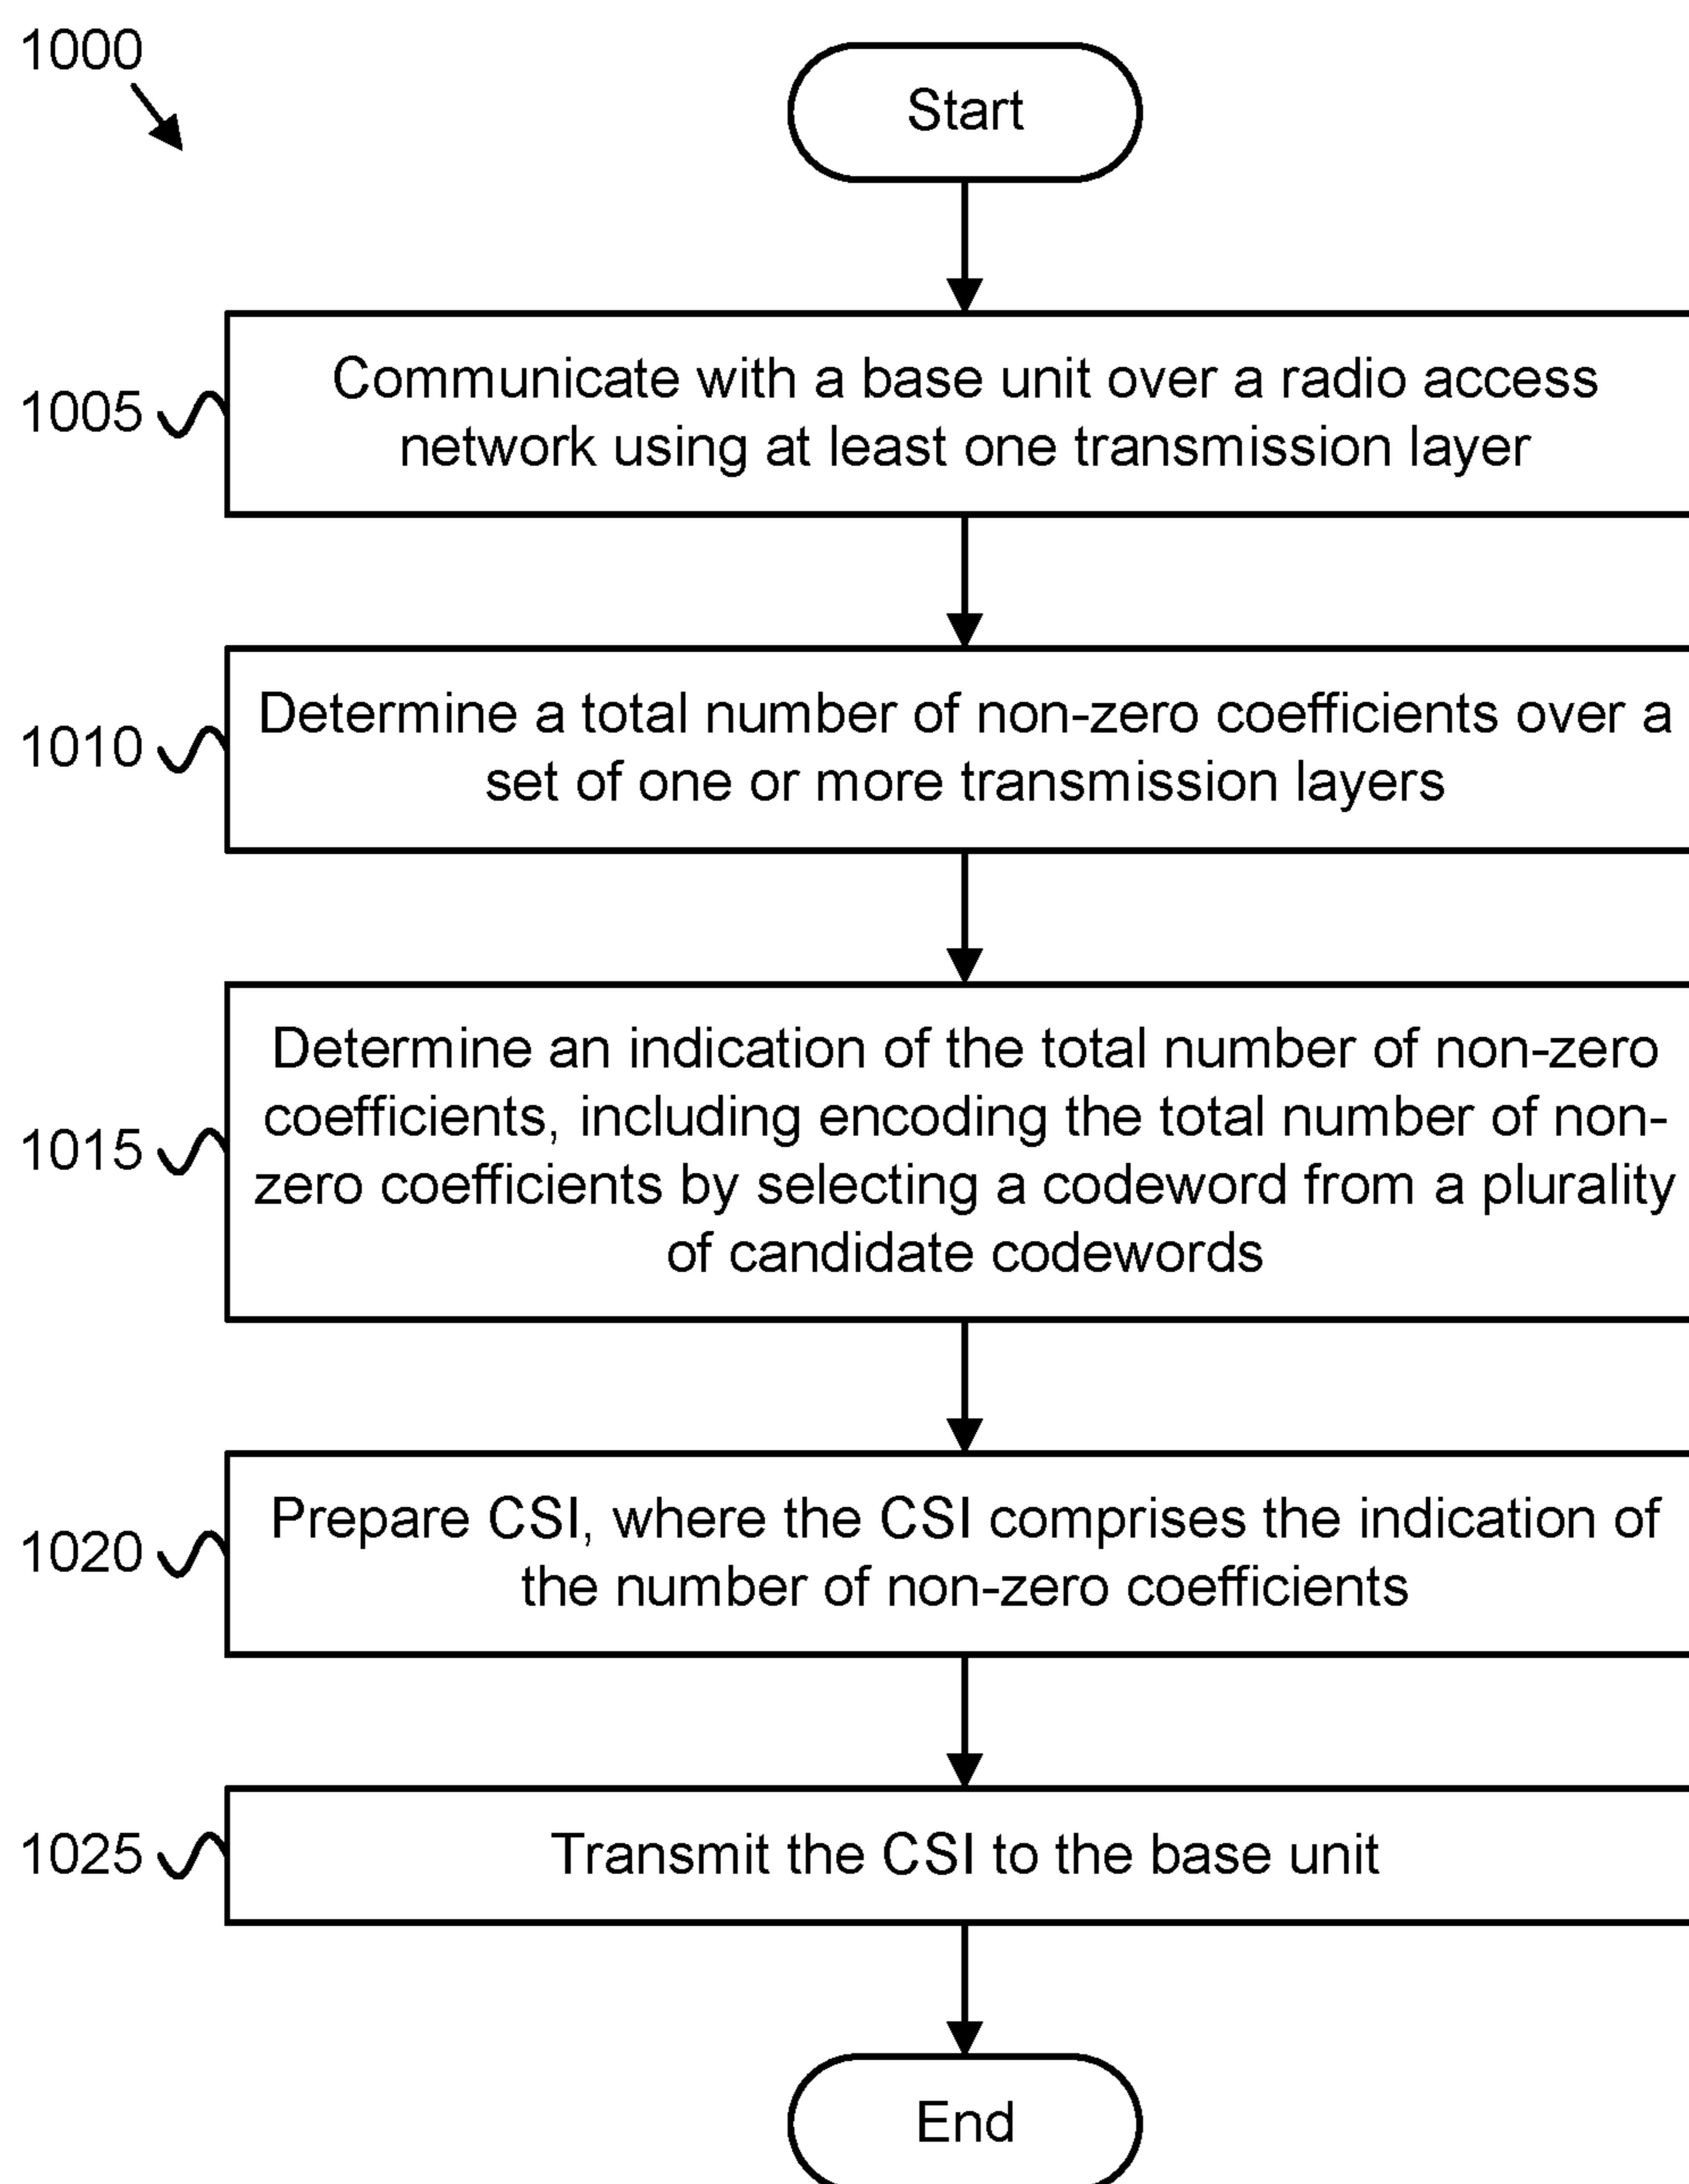 1000
Start
1005
Communicate with a base unit over a radio access
network using at least one transmission layer
1010
Determine a total number of non-zero coefficients over a
set of one or more transmission layers
1015
Determine an indication of the total number of non-zero
coefficients, including encoding the total number of non-
zero coefficients by selecting a codeword from a plurality
of candidate codewords
1020
Prepare CSI, where the CSI comprises the indication of
the number of non-zero coefficients
1025
Transmit the CSI to the base unit
End